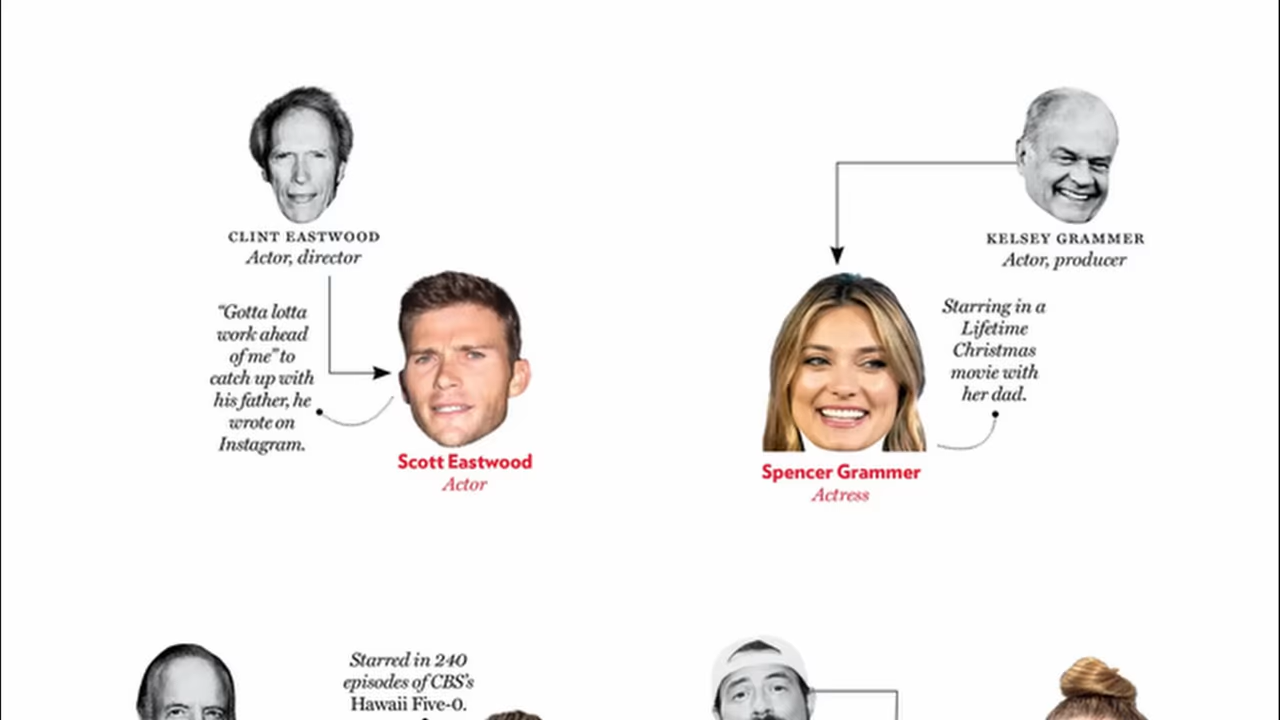 CLINT EASTWOOD
Actor, director
"Gotta lotta
work ahead
of me" to
catch up with
his father, he
wrote on
Instagram.
Scott Eastwood
Actor
KELSEY GRAMMER
Actor, producer
Starring in a
Lifetime
Christmas
movie with
her dad.
Spencer Grammer
Actress
Starred in 240
episodes of CBS's
Hawaii Five-0.